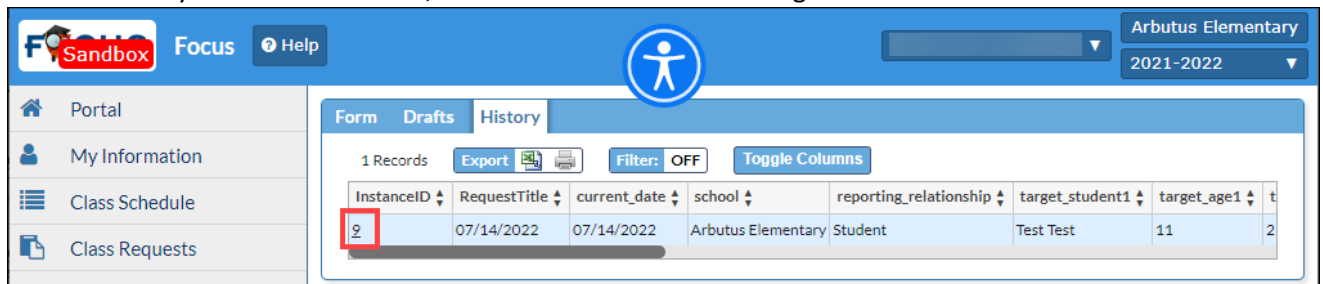 Sandbox Focus Help Arbutus Elementary
2021-2022
Portal
My Information
Class Schedule
Class Requests
Form Drafts History
1 Records Export Filter: OFF Toggle Columns
InstanceID RequestTitle current_date school reporting_relationship target_student1 target_age1 t
9 07/14/2022 07/14/2022 Arbutus Elementary Student Test Test 11 2